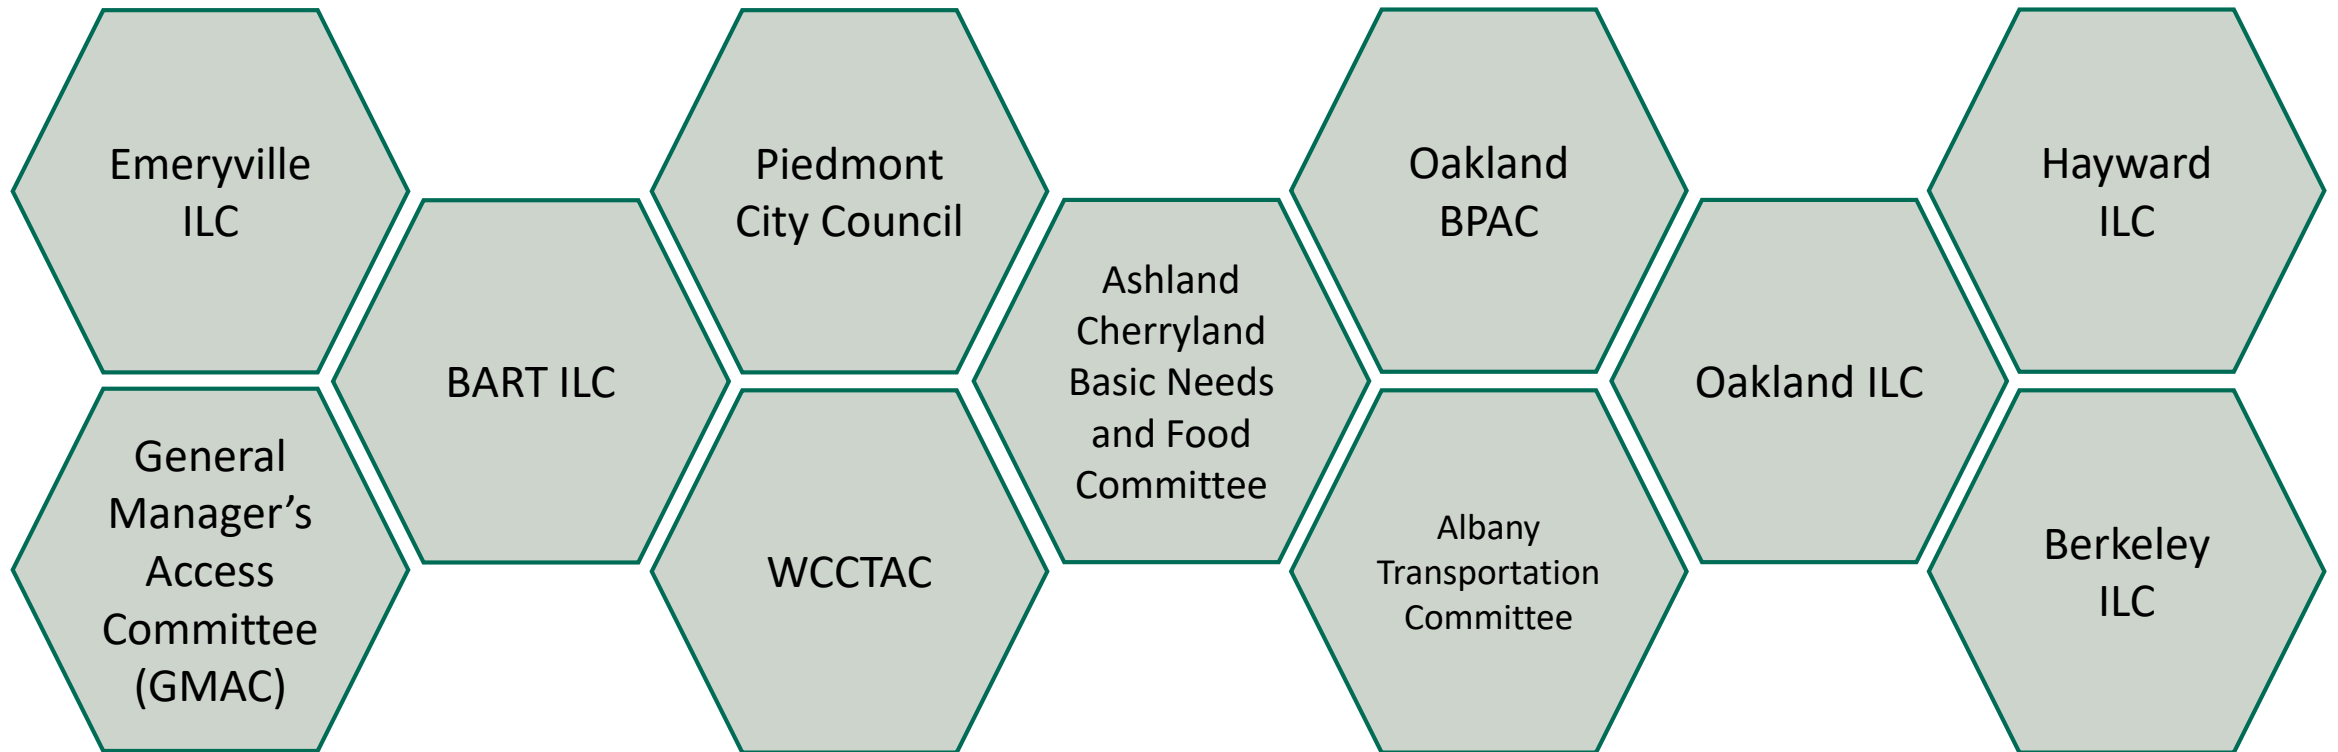 Emeryville
ILC
General
Manager’s
Access
Committee
(GMAC)
BART ILC
Piedmont
City Council
WCCTAC
Ashland
Cherryland
Basic Needs
and Food
Committee
Oakland
BPAC
Albany
Transportation
Committee
Oakland ILC
Hayward
ILC
Berkeley
ILC